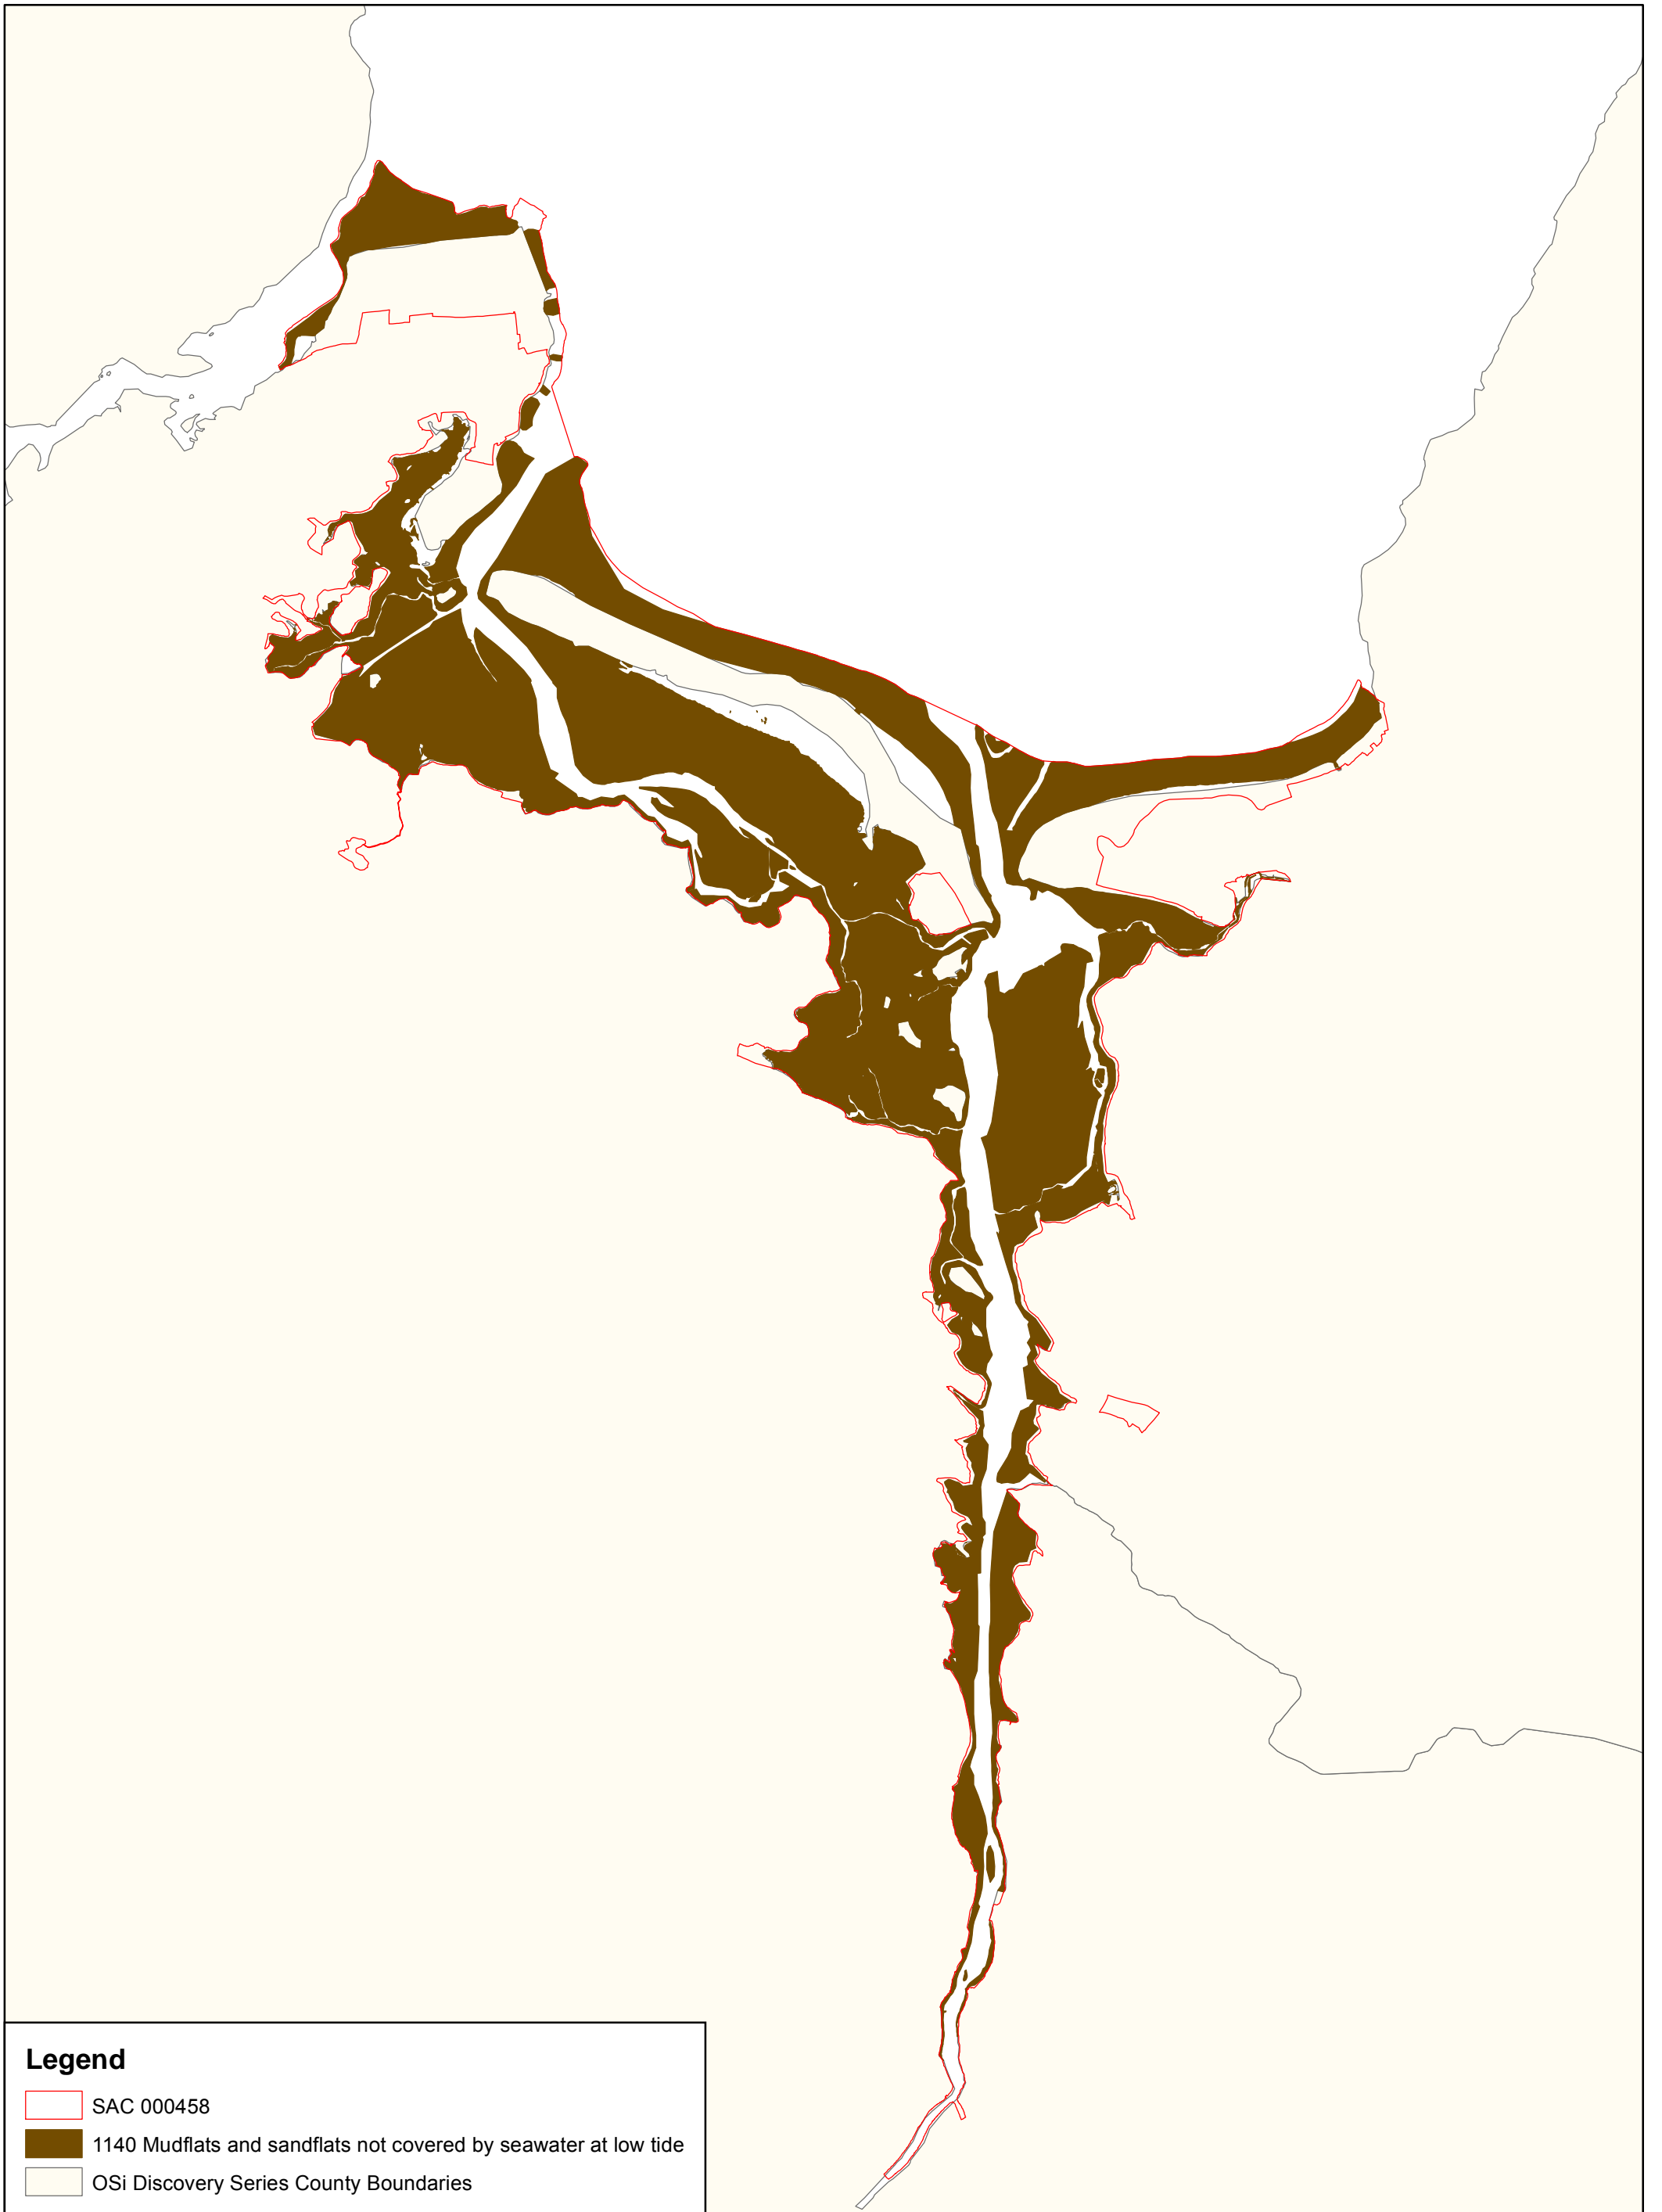 Legend
SAC 000458
1140 Mudflats and sandflats not covered by seawater at low tide
OSi Discovery Series County Boundaries